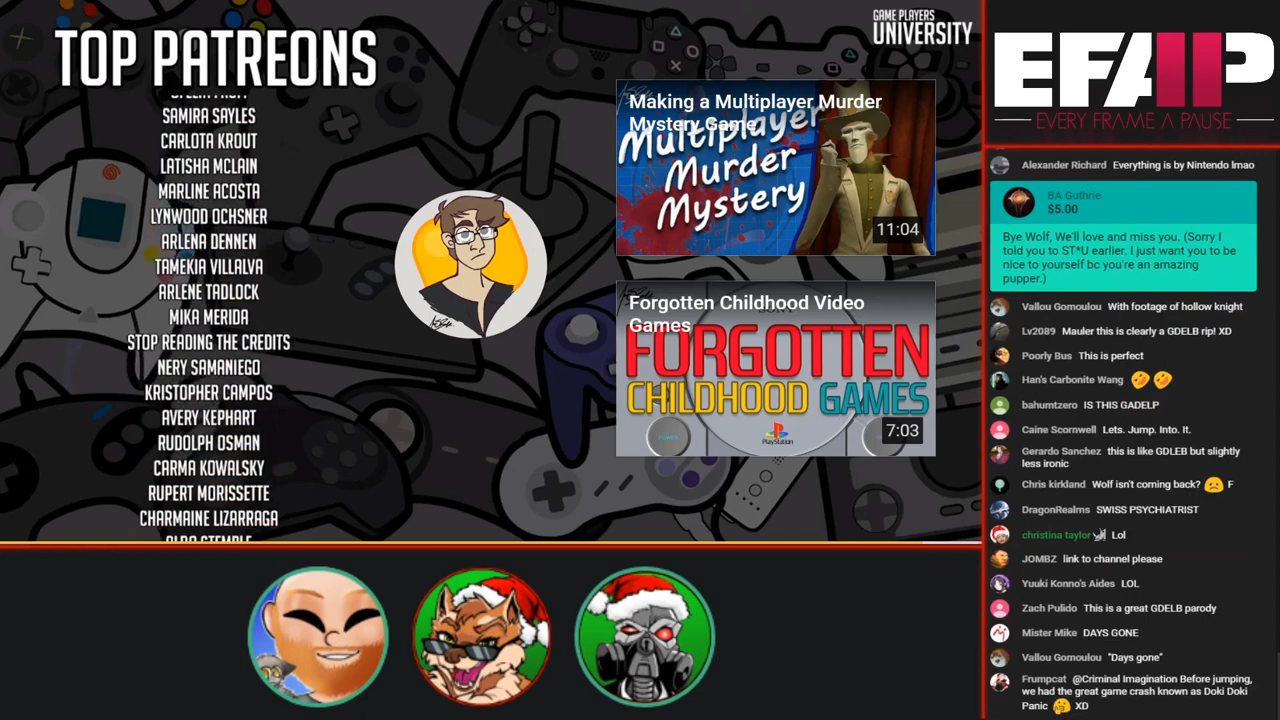 TOP PATREONS
SAMIRA SAYLES
CARLOTA KROUT
LATISHA MCLAIN
MARLINE ACOSTA
LYNWOOD OCHSNER
ARLENA DENNEN
TAMEKIA VILLALVA
ARLENE TADLOCK
MIKA MERIDA
STOP READING THE CREDITS
NERY SAMANIEGO
KRISTOPHER CAMPOS
AVERY KEPHART
RUDOLPH OSMAN
CARMA KOWALSKY
RUPERT MORISSETTE
CHARMAINE LIZARRAGA
GAME PLAYERS
UNIVERSITY
Making a Multiplayer Murder
Mystery Game
Multiplayer
Murder
Mystery
11:04
Forgotten Childhood Video
Games
FORGOTTEN
CHILDHOOD GAMES
PlayStation
7:03
EFAP
EVERY FRAME A PAUSE
Alexander Richard Everything is by Nintendo lmao
BA Guthrie
$5.00
Bye Wolf, We'll love and miss you. (Sorry I
told you to ST*U earlier. I just want you to be
nice to yourself bc you're an amazing
pupper.)
Vallou Gomoulou With footage of hollow knight
Lv2089 Mauler this is clearly a GDELB rip! XD
Poorly Bus This is perfect
Han's Carbonite Wang 🤣🤣
bahumtzero IS THIS GADELP
Caine Scornwell Lets. Jump. Into. It.
Gerardo Sanchez this is like GDLEB but slightly
less ironic
Chris kirkland Wolf isn't coming back? ☹️ F
DragonRealms SWISS PSYCHIATRIST
christina taylor Lol
JOMBZ link to channel please
Yuuki Konno's Aides LOL
Zach Pulido This is a great GDELB parody
Mister Mike DAYS GONE
Vallou Gomoulou "Days gone"
Frumpcat @Criminal Imagination Before jumping,
we had the great game crash known as Doki Doki
Panic 🤔 XD